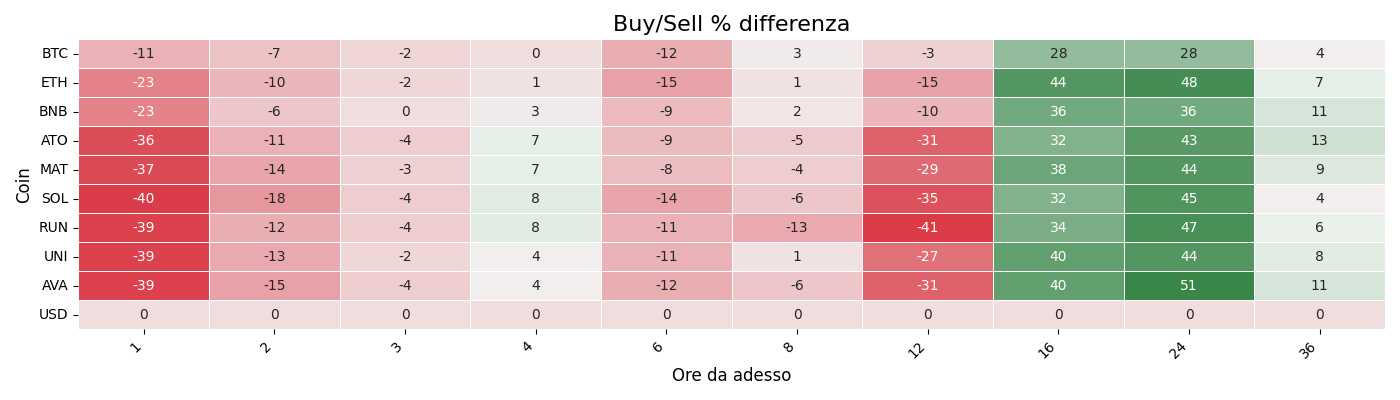 Buy/Sell % differenza
Coin
BTC -11 -7 -2 0 -12 3 -3 28 28 4
ETH -23 -10 -2 1 -15 1 -15 44 48 7
BNB -23 -6 0 3 -9 2 -10 36 36 11
ATO -36 -11 -4 7 -9 -5 -31 32 43 13
MAT -37 -14 -3 7 -8 -4 -29 38 44 9
SOL -40 -18 -4 8 -14 -6 -35 32 45 4
RUN -39 -12 -4 8 -11 -13 -41 34 47 6
UNI -39 -13 -2 4 -11 1 -27 40 44 8
AVA -39 -15 -4 4 -12 -6 -31 40 51 11
USD 0 0 0 0 0 0 0 0 0 0
1 2 3 4 6 8 12 16 24 36
Ore da adesso